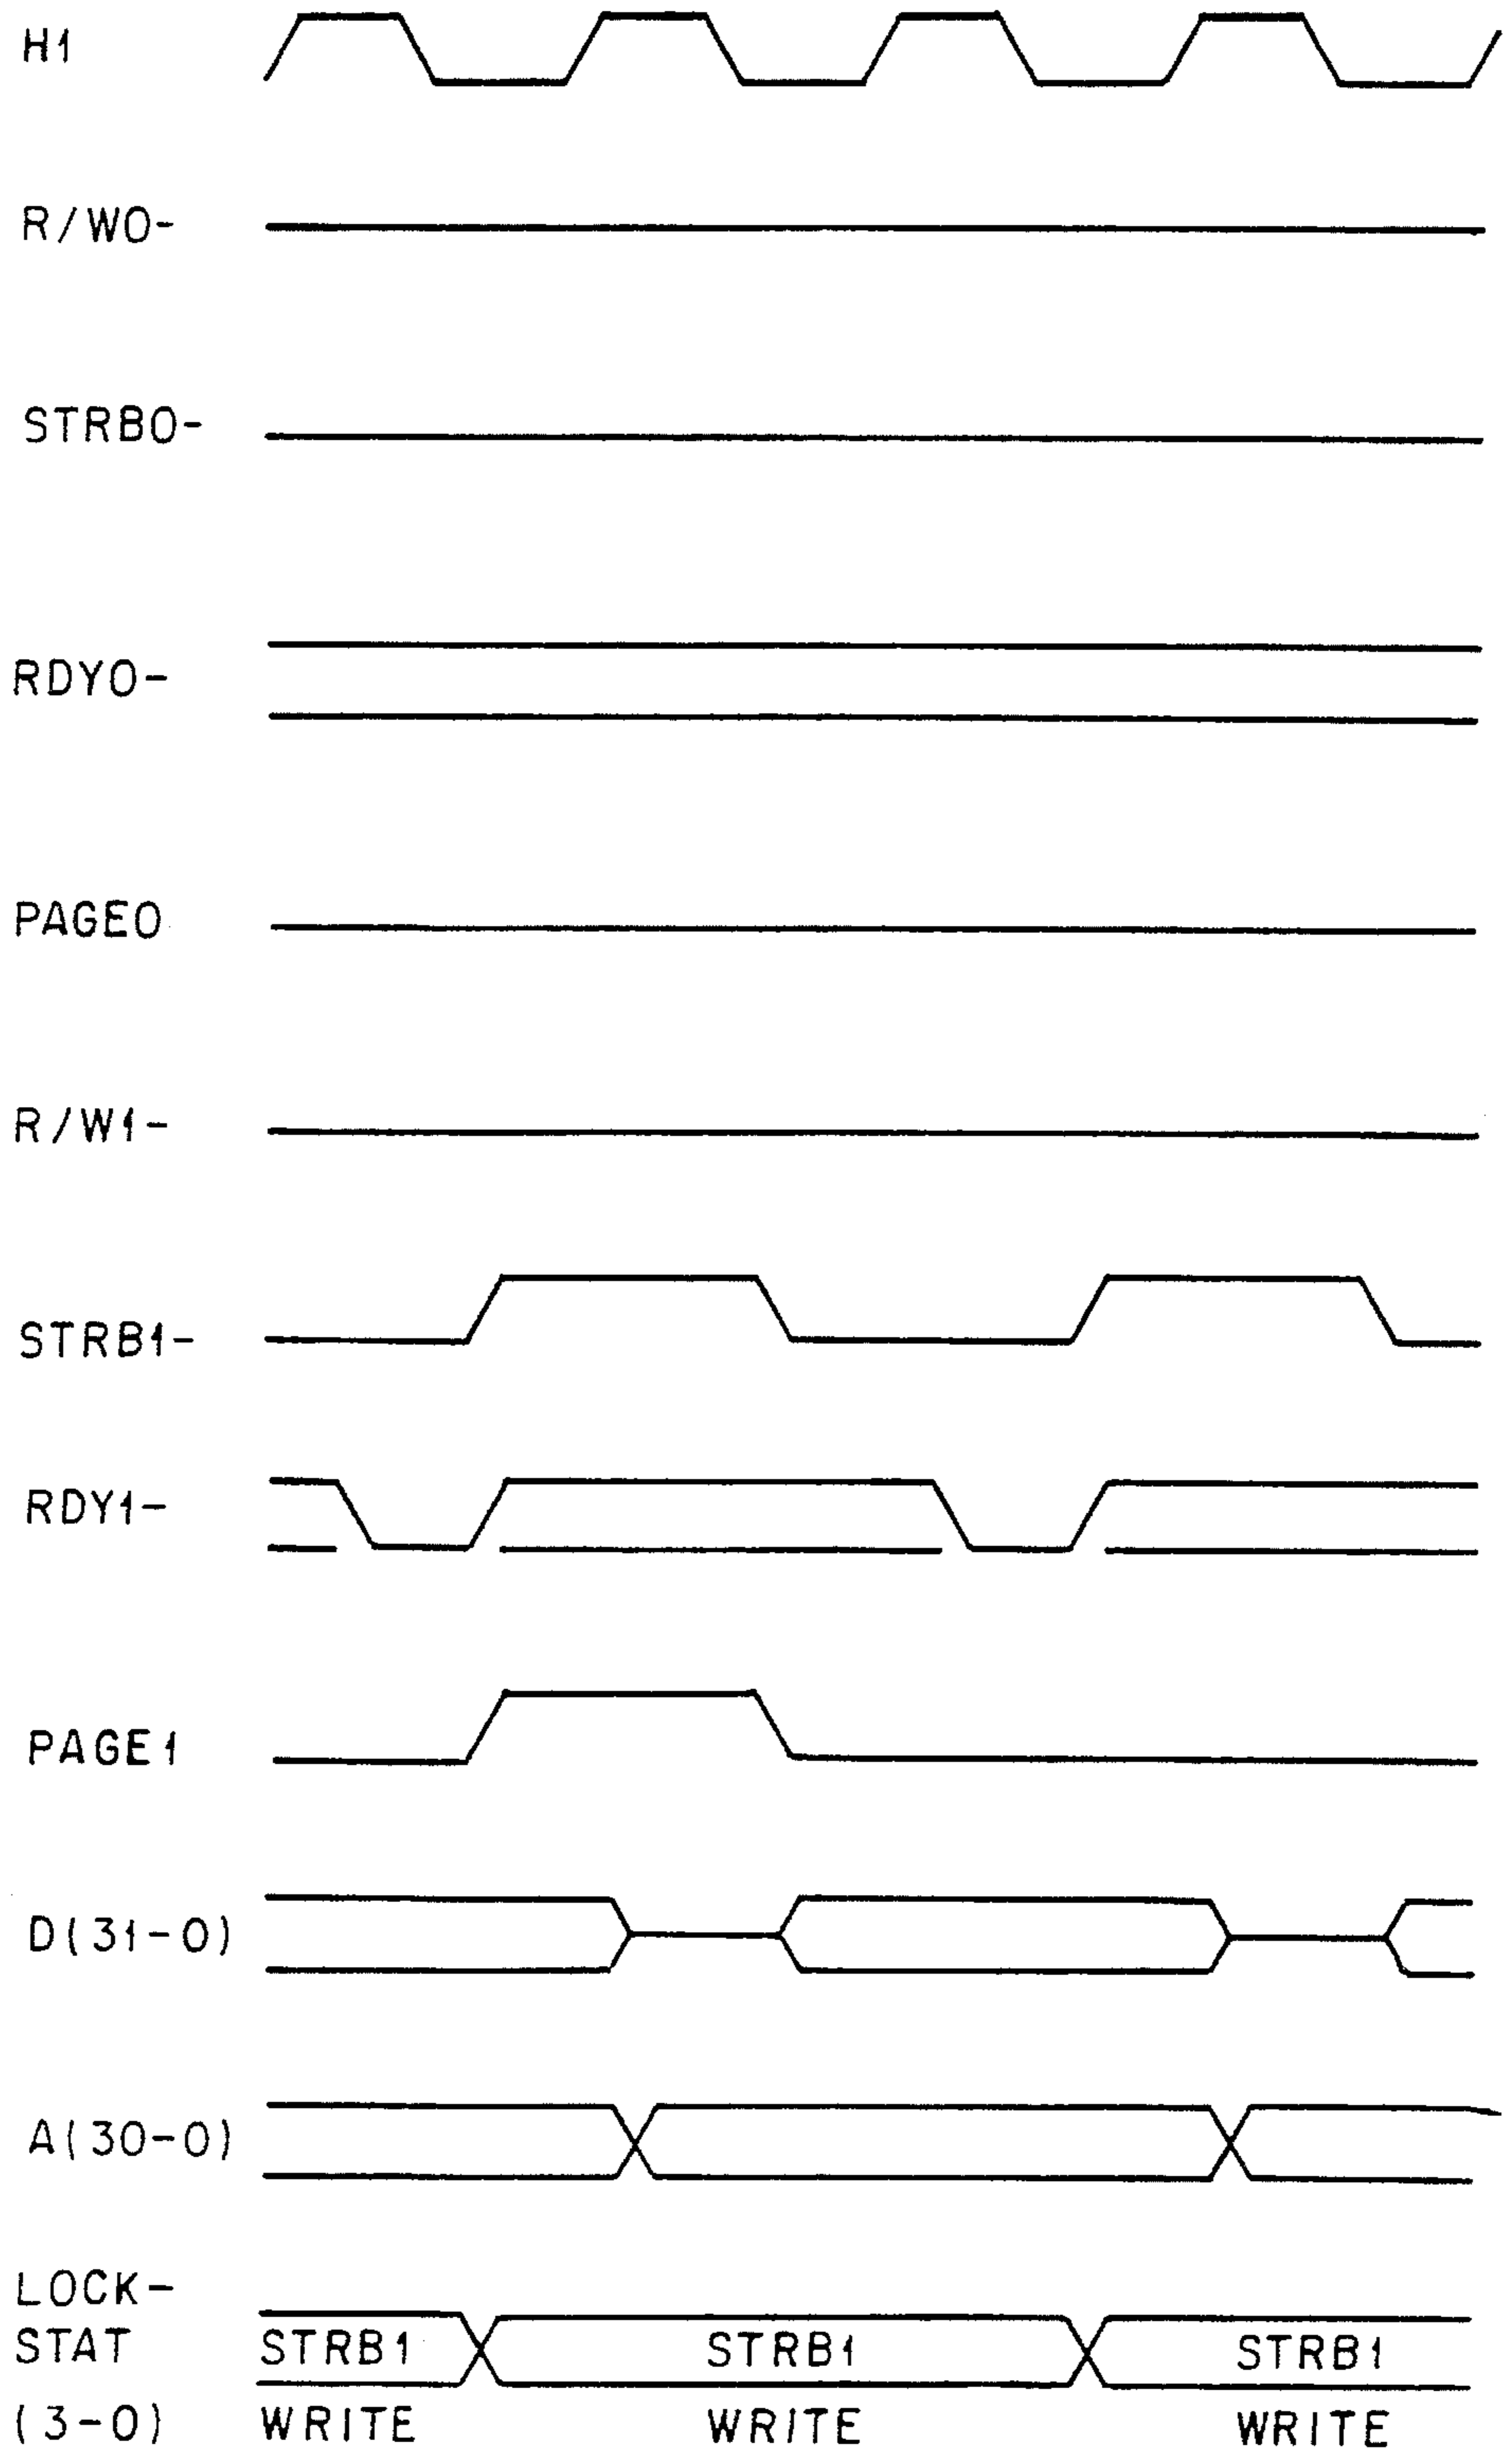 H1
R/W0-
STRB0-
RDY0-
PAGE0
R/W1-
STRB1-
RDY1-
PAGE1
D(31-0)
A(30-0)
LOCK-
STAT STRB1 STRB1 STRB1
(3-0) WRITE WRITE WRITE